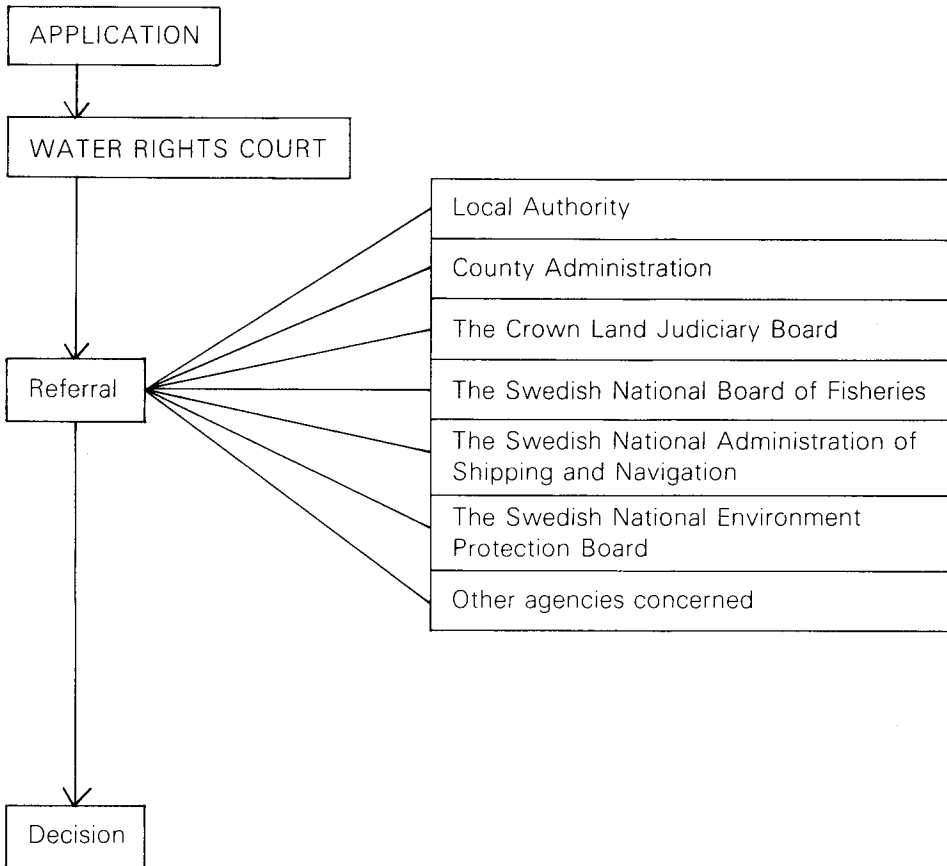 APPLICATION
WATER RIGHTS COURT
Local Authority
County Administration
The Crown Land Judiciary Board
Referral
The Swedish National Board of Fisheries
The Swedish National Administration of
Shipping and Navigation
The Swedish National Environment
Protection Board
Other agencies concerned
Decision